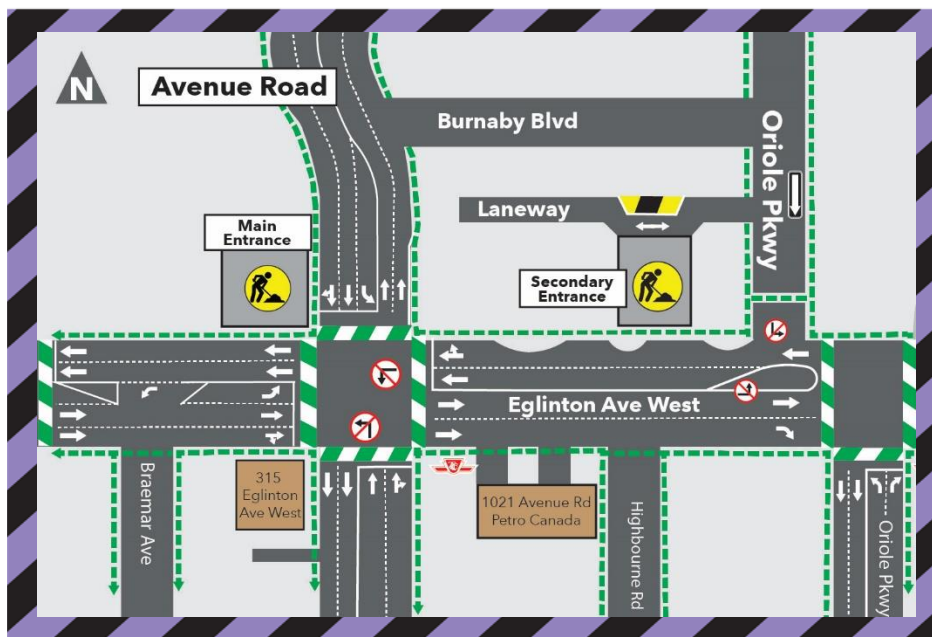 N
Avenue Road
Burnaby Blvd
Oriole Pkwy
Laneway
Main
Entrance
Secondary
Entrance
Eglinton Ave West
Braemar Ave
315
Eglinton
Ave West
1021 Avenue Rd
Petro Canada
Highbourne Rd
Oriole Pkwy